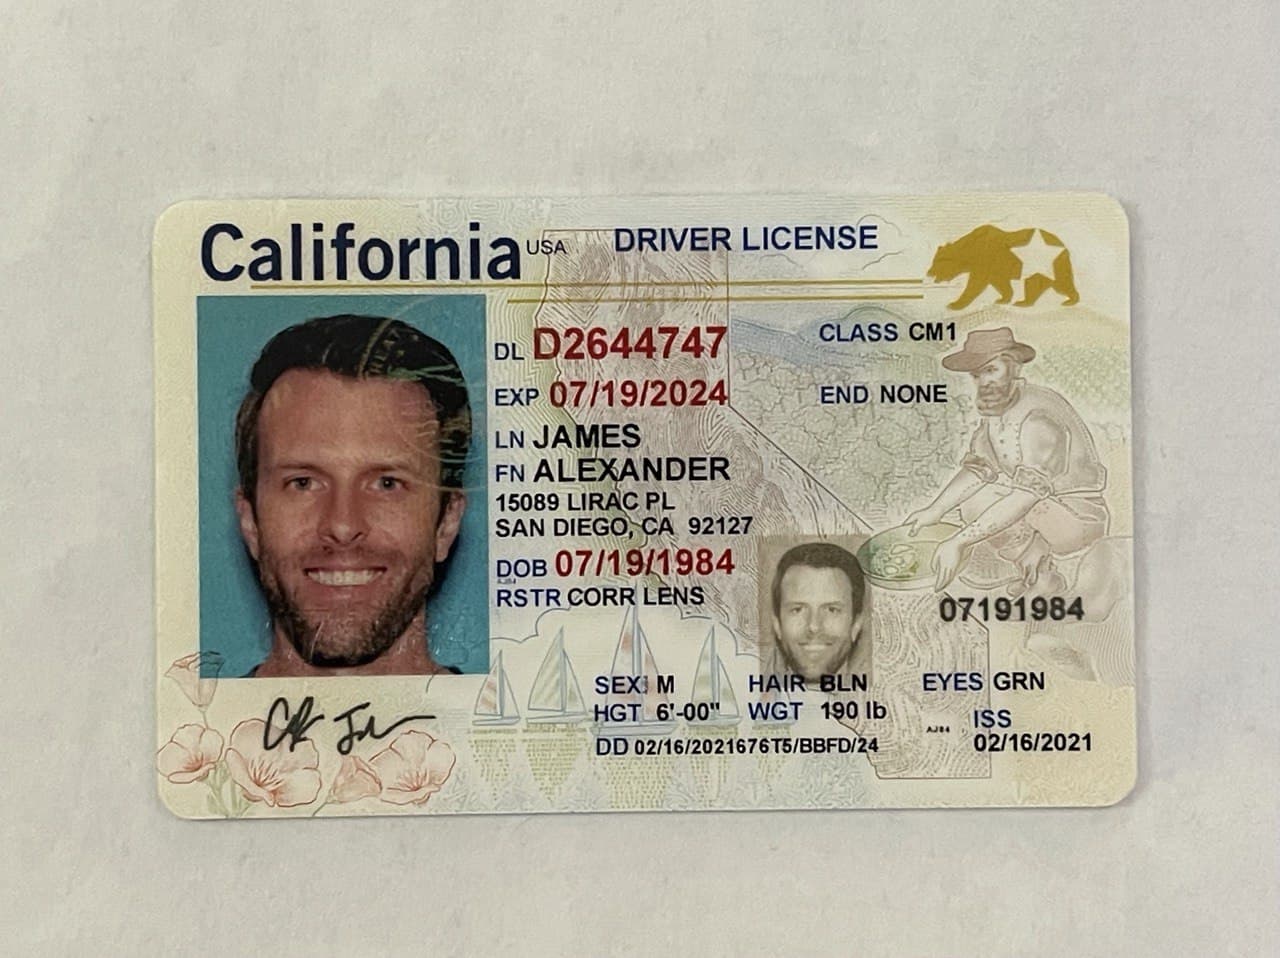 California USA DRIVER LICENSE
DL D2644747
CLASS CM1
EXP 07/19/2024
END NONE
LN JAMES
FN ALEXANDER
15089 LIRAC PL
SAN DIEGO, CA 92127
DOB 07/19/1984
RSTR CORR LENS
07191984
SEX M HAIR BLN EYES GRN
HGT 6'-00" WGT 190 lb
ISS
DD 02/16/2021676T5/BBFD/24
AJ84
02/16/2021